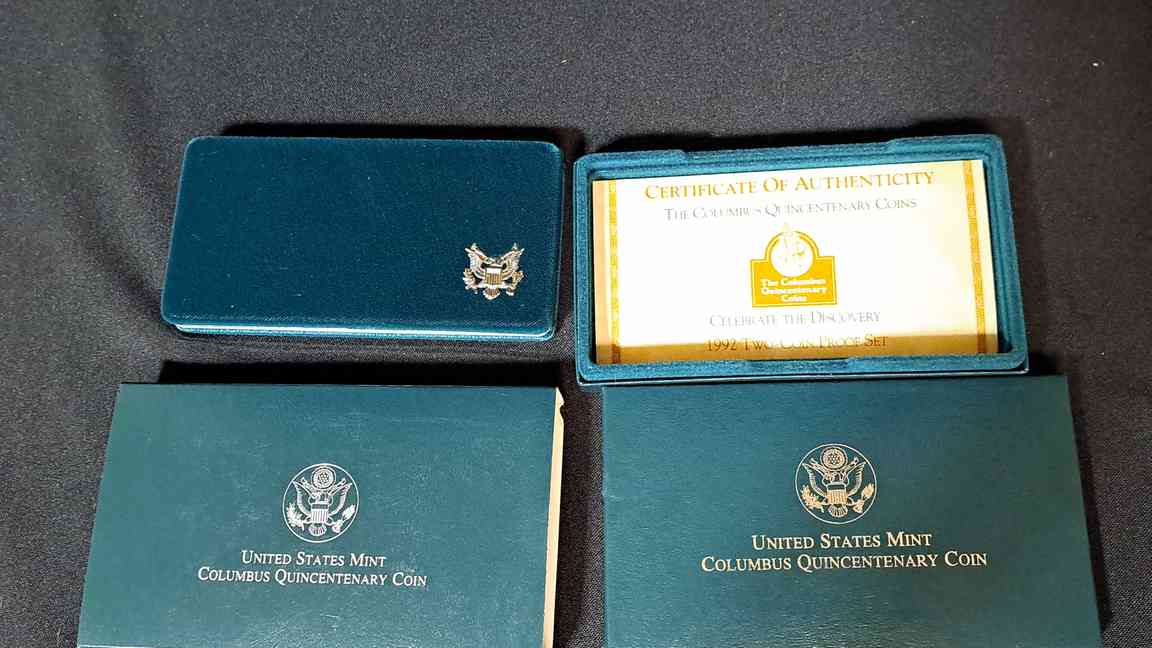 CERTIFICATE OF AUTHENTICITY
THE COLUMBUS QUINCENTENARY COINS
The Columbus
Quincentenary
Coins
CELEBRATE THE DISCOVERY
1992 TWO-COIN PROOF SET
UNITED STATES MINT
COLUMBUS QUINCENTENARY COIN
UNITED STATES MINT
COLUMBUS QUINCENTENARY COIN